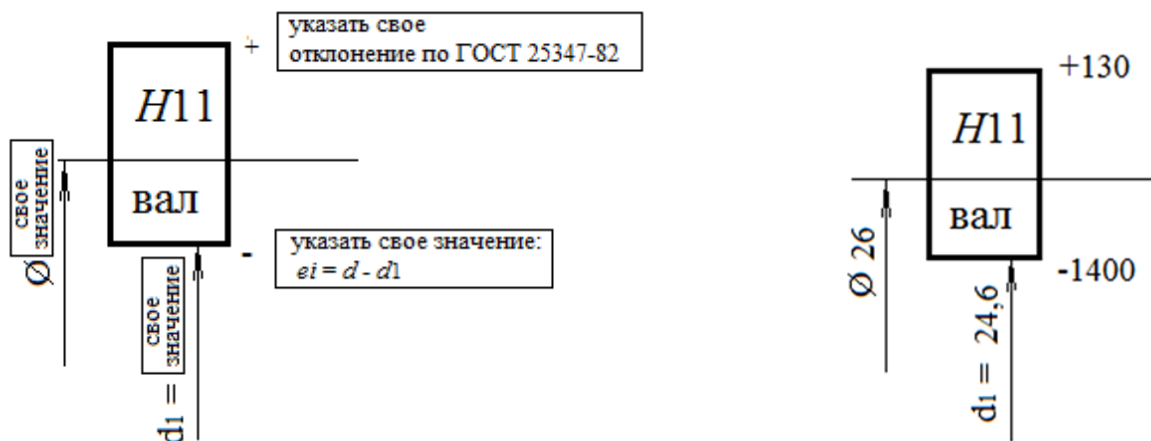 +
указать свое
отклонение по ГОСТ 25347-82
H11
вал
свое
значение
Ø
-
указать свое значение:
ei = d - d1
d1 =
свое
значение
+130
H11
вал
Ø 26
-1400
d1 = 24,6